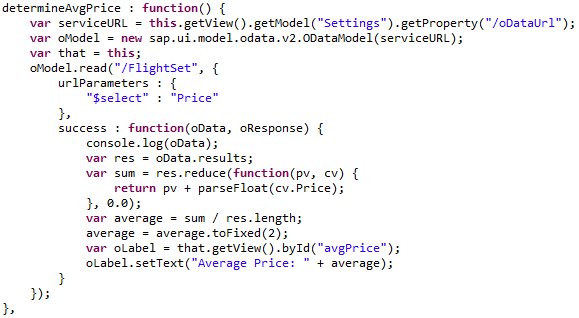 determineAvgPrice : function() {
    var serviceURL = this.getView().getModel("Settings").getProperty("/oDataUrl");
    var oModel = new sap.ui.model.odata.v2.ODataModel(serviceURL);
    var that = this;
    oModel.read("/FlightSet", {
        urlParameters : {
            "$select" : "Price"
        },
        success : function(oData, oResponse) {
            console.log(oData);
            var res = oData.results;
            var sum = res.reduce(function(pv, cv) {
                return pv + parseFloat(cv.Price);
            }, 0.0);
            var average = sum / res.length;
            average = average.toFixed(2);
            var oLabel = that.getView().byId("avgPrice");
            oLabel.setText("Average Price: " + average);
        }
    });
},